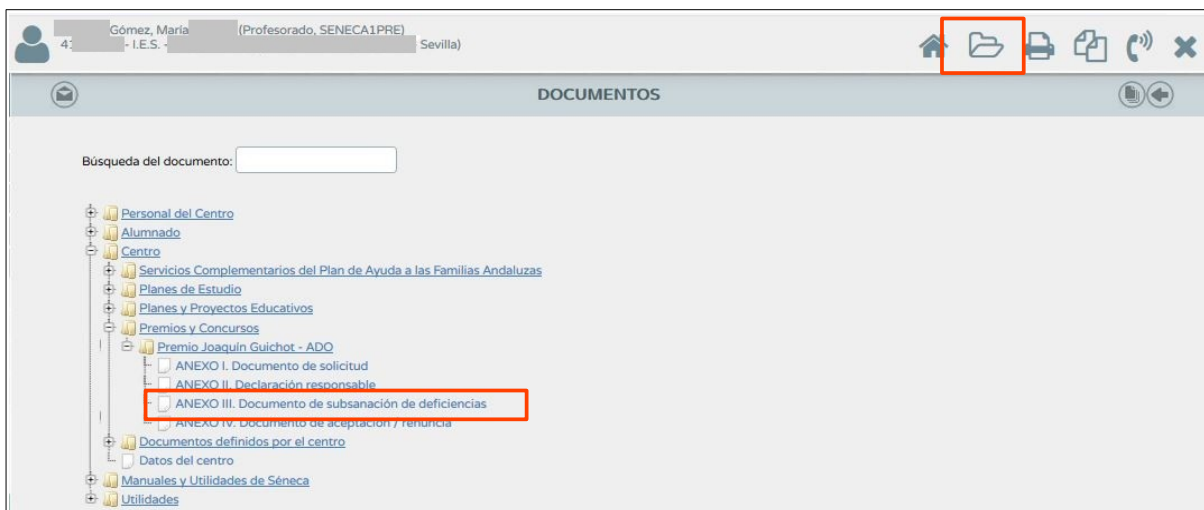 Gómez, María (Profesorado, SENECA1PRE)
- I.E.S. - Sevilla)
DOCUMENTOS
Búsqueda del documento:
Personal del Centro
Alumnado
Centro
Servicios Complementarios del Plan de Ayuda a las Familias Andaluzas
Planes de Estudio
Planes y Proyectos Educativos
Premios y Concursos
Premio Joaquín Guichot - ADO
ANEXO I. Documento de solicitud
ANEXO II. Declaración responsable
ANEXO III. Documento de subsanación de deficiencias
ANEXO IV. Documento de aceptación / renuncia
Documentos definidos por el centro
Datos del centro
Manuales y Utilidades de Séneca
Utilidades